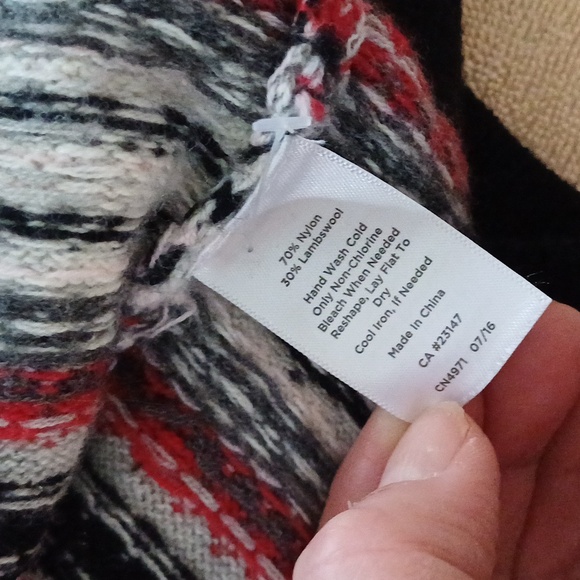 70% Nylon
30% Lambswool
Hand Wash Cold
Only Non-Chlorine
Bleach When Needed
Reshape, Lay Flat To
Dry
Cool Iron, If Needed
Made In China
CA #23147
CN4971 07/16